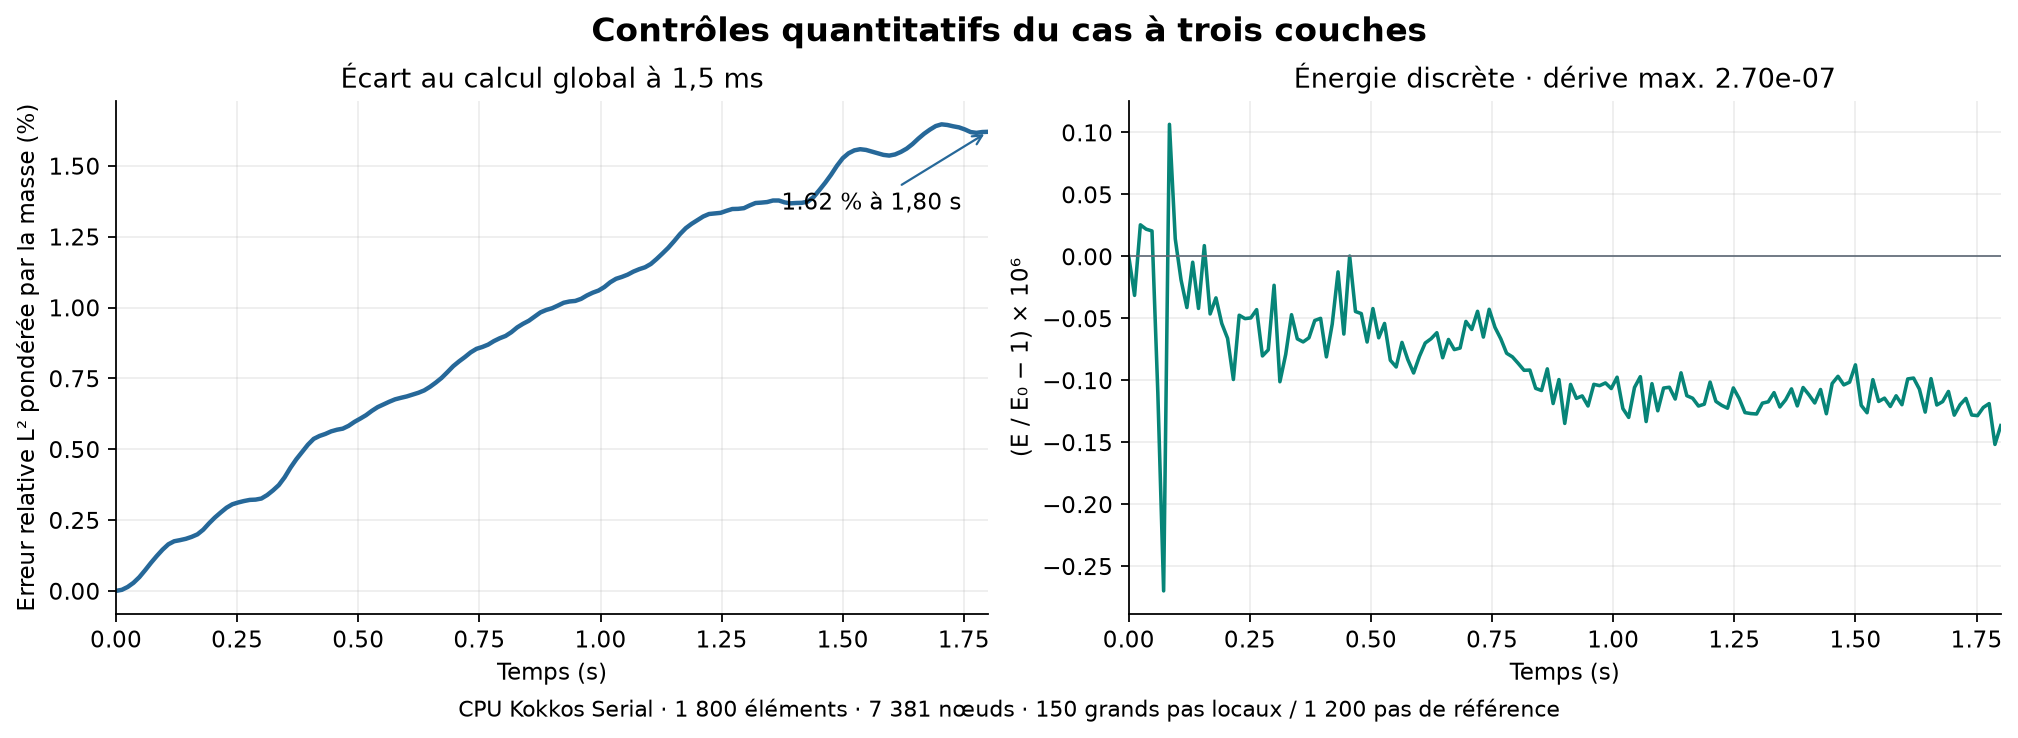 Contrôles quantitatifs du cas à trois couches
Écart au calcul global à 1,5 ms
Erreur relative L² pondérée par la masse (%)
1.50
1.25
1.00
0.75
0.50
0.25
0.00
1.62 % à 1,80 s
0.00 0.25 0.50 0.75 1.00 1.25 1.50 1.75
Temps (s)
Énergie discrète · dérive max. 2.70e-07
(E / E₀ − 1) × 10⁶
0.10
0.05
0.00
−0.05
−0.10
−0.15
−0.20
−0.25
0.00 0.25 0.50 0.75 1.00 1.25 1.50 1.75
Temps (s)
CPU Kokkos Serial · 1 800 éléments · 7 381 nœuds · 150 grands pas locaux / 1 200 pas de référence